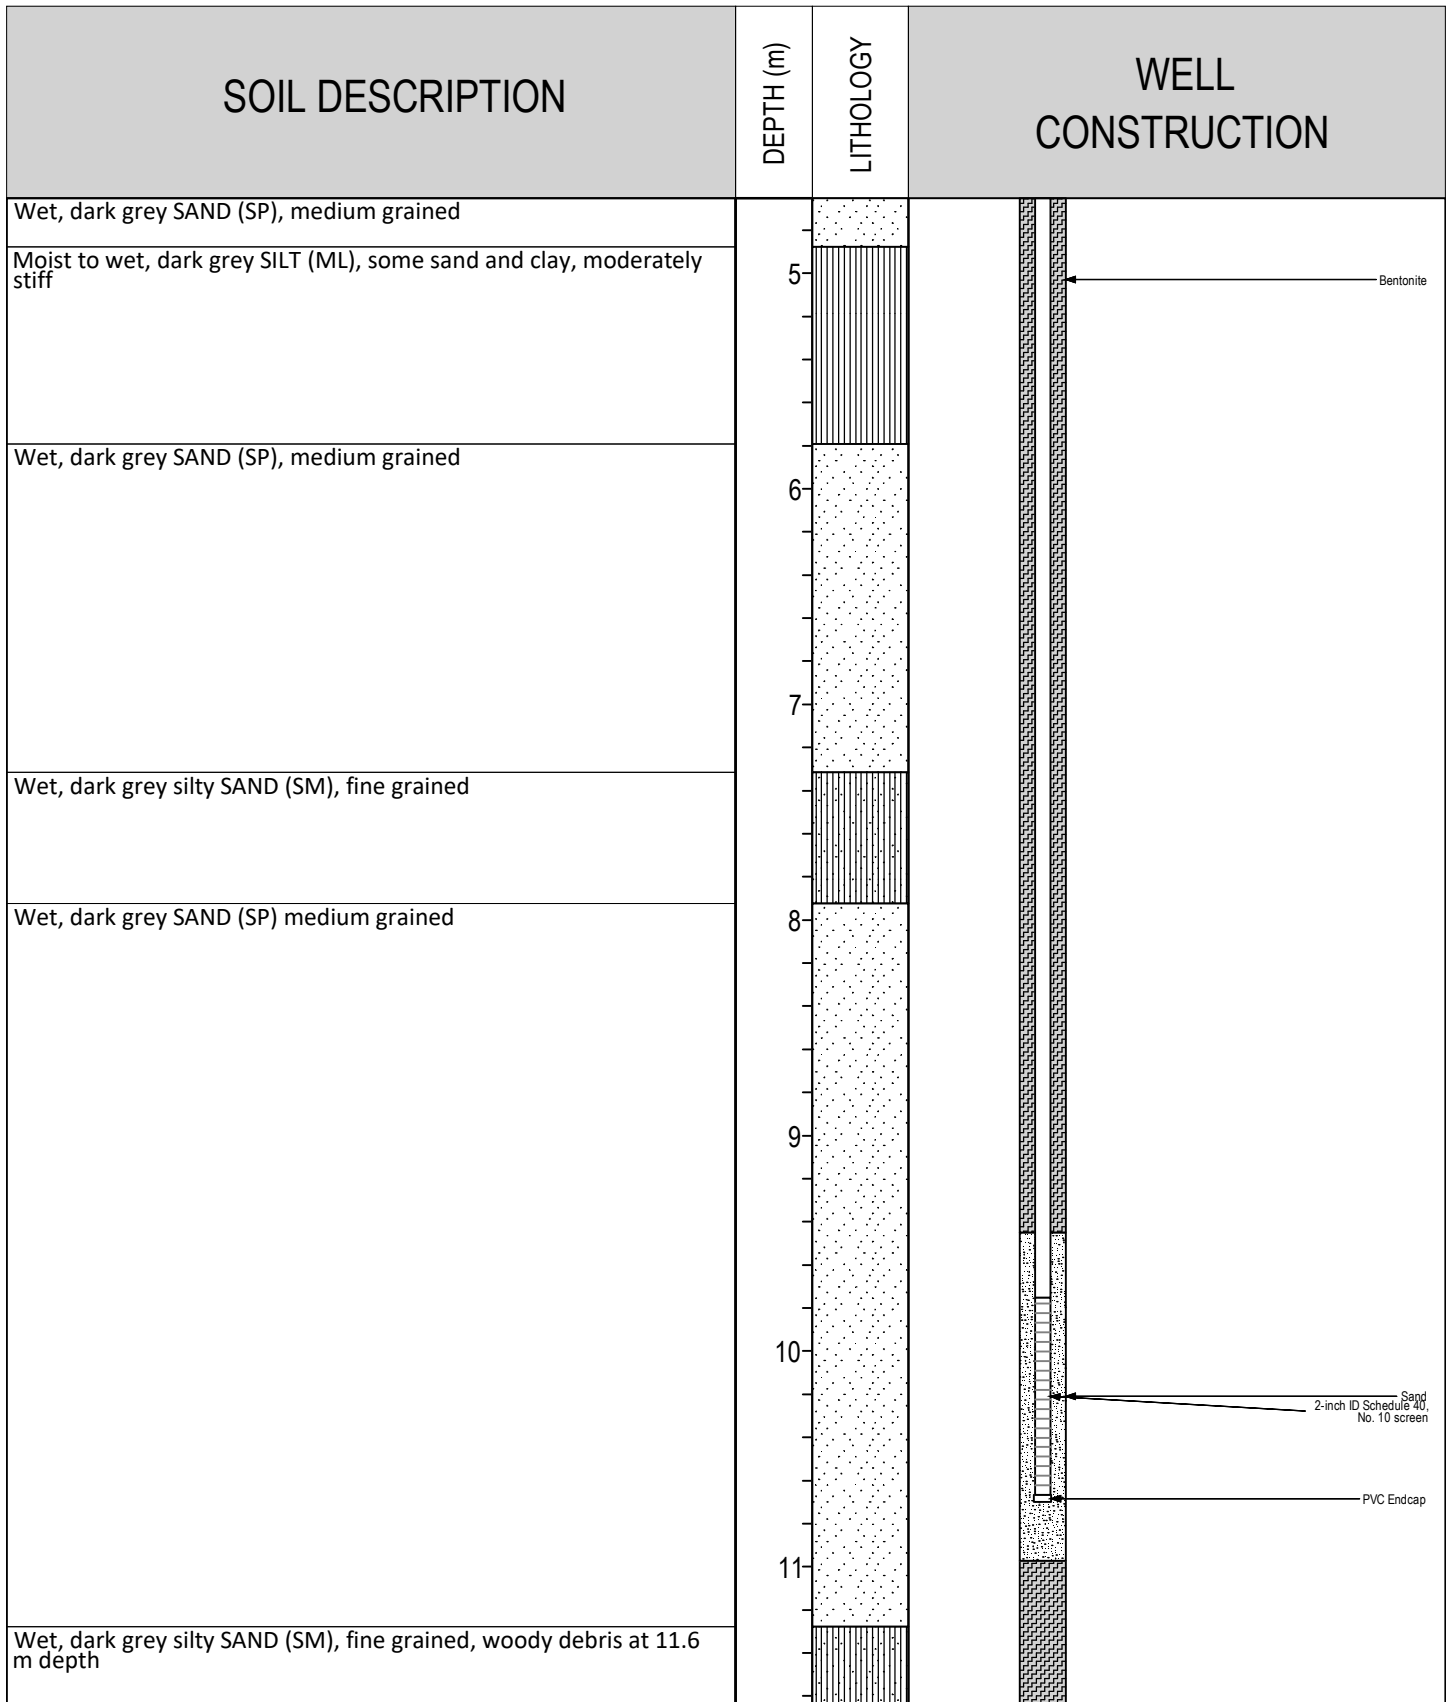 SOIL DESCRIPTION
DEPTH (m)
LITHOLOGY
WELL
CONSTRUCTION
Wet, dark grey SAND (SP), medium grained
Moist to wet, dark grey SILT (ML), some sand and clay, moderately
stiff
5
Bentonite
Wet, dark grey SAND (SP), medium grained
6
7
Wet, dark grey silty SAND (SM), fine grained
Wet, dark grey SAND (SP) medium grained
8
9
10
Sand
2-inch ID Schedule 40,
No. 10 screen
PVC Endcap
11
Wet, dark grey silty SAND (SM), fine grained, woody debris at 11.6
m depth